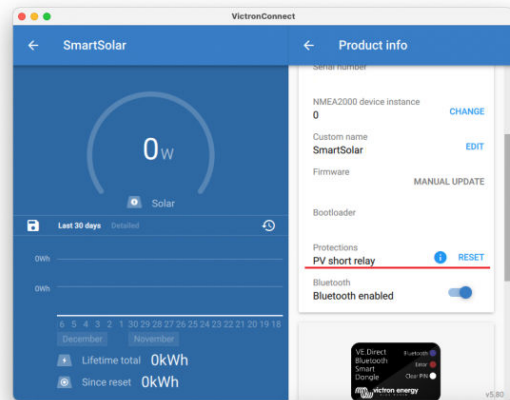 VictronConnect
SmartSolar
0W
Solar
Last 30 days Detailed
0Wh
0Wh
6 5 4 3 2 1 30 29 28 27 26 25 24 23 22 21 20 19 18
December November
Lifetime total 0kWh
Since reset 0kWh
Product info
Serial number
NMEA2000 device instance
0 CHANGE
Custom name
SmartSolar EDIT
Firmware
MANUAL UPDATE
Bootloader
Protections
PV short relay RESET
Bluetooth
Bluetooth enabled
VE.Direct Bluetooth
Bluetooth Error
Smart
Dongle Clear PIN
victron energy
v5.80